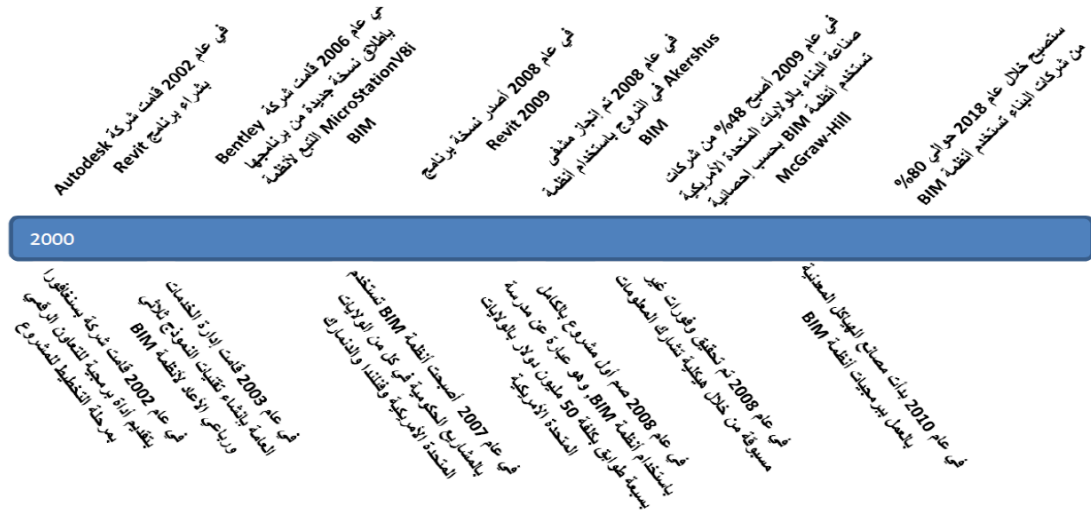 في عام 2002 قامت شركة Autodesk
بشراء برنامج Revit
في عام 2006 قامت شركة Bentley
بإطلاق نسخة جديدة من برنامجها
MicroStationV8i التبع لأنظمة
BIM
في عام 2008 أصدر نسخة برنامج
Revit 2009
في عام 2008 تم إنجاز مشفى
Akershus في النروج باستخدام أنظمة
BIM
في عام 2009 أصبح 48% من شركات
صناعة البناء بالولايات المتحدة الأمريكية
تستخدم أنظمة BIM بحسب إحصائية
McGraw-Hill
ستصبح خلال عام 2018 حوالي 80%
من شركات البناء تستخدم أنظمة BIM
2000
في عام 2002 قامت شركة بسنغافورا
بتقديم أداة برمجية للتعاون الرقمي
بمرحلة التخطيط للمشروع
في عام 2003 قامت إدارة الخدمات
العامة بإنشاء تقنيات النموذج ثلاثي
ورباعي الأبعاد لأنظمة BIM
في عام 2007 أصبحت أنظمة BIM تستخدم
بالمشاريع الحكومية في كل من الولايات
المتحدة الأمريكية وفنلندا والدنمارك
في عام 2008 صم أول مشروع بالكامل
باستخدام أنظمة BIM, وهو عبارة عن مدرسة
بسبعة طوابق بكلفة 50 مليون دولار بالولايات
المتحدة الأمريكية
في عام 2008 تم تحقيق وفورات غير
مسبوقة من خلال هيكلية تشارك المعلومات
في عام 2010 بدأت مصانع الهياكل المعدنية
بالعمل ببرمجيات أنظمة BIM